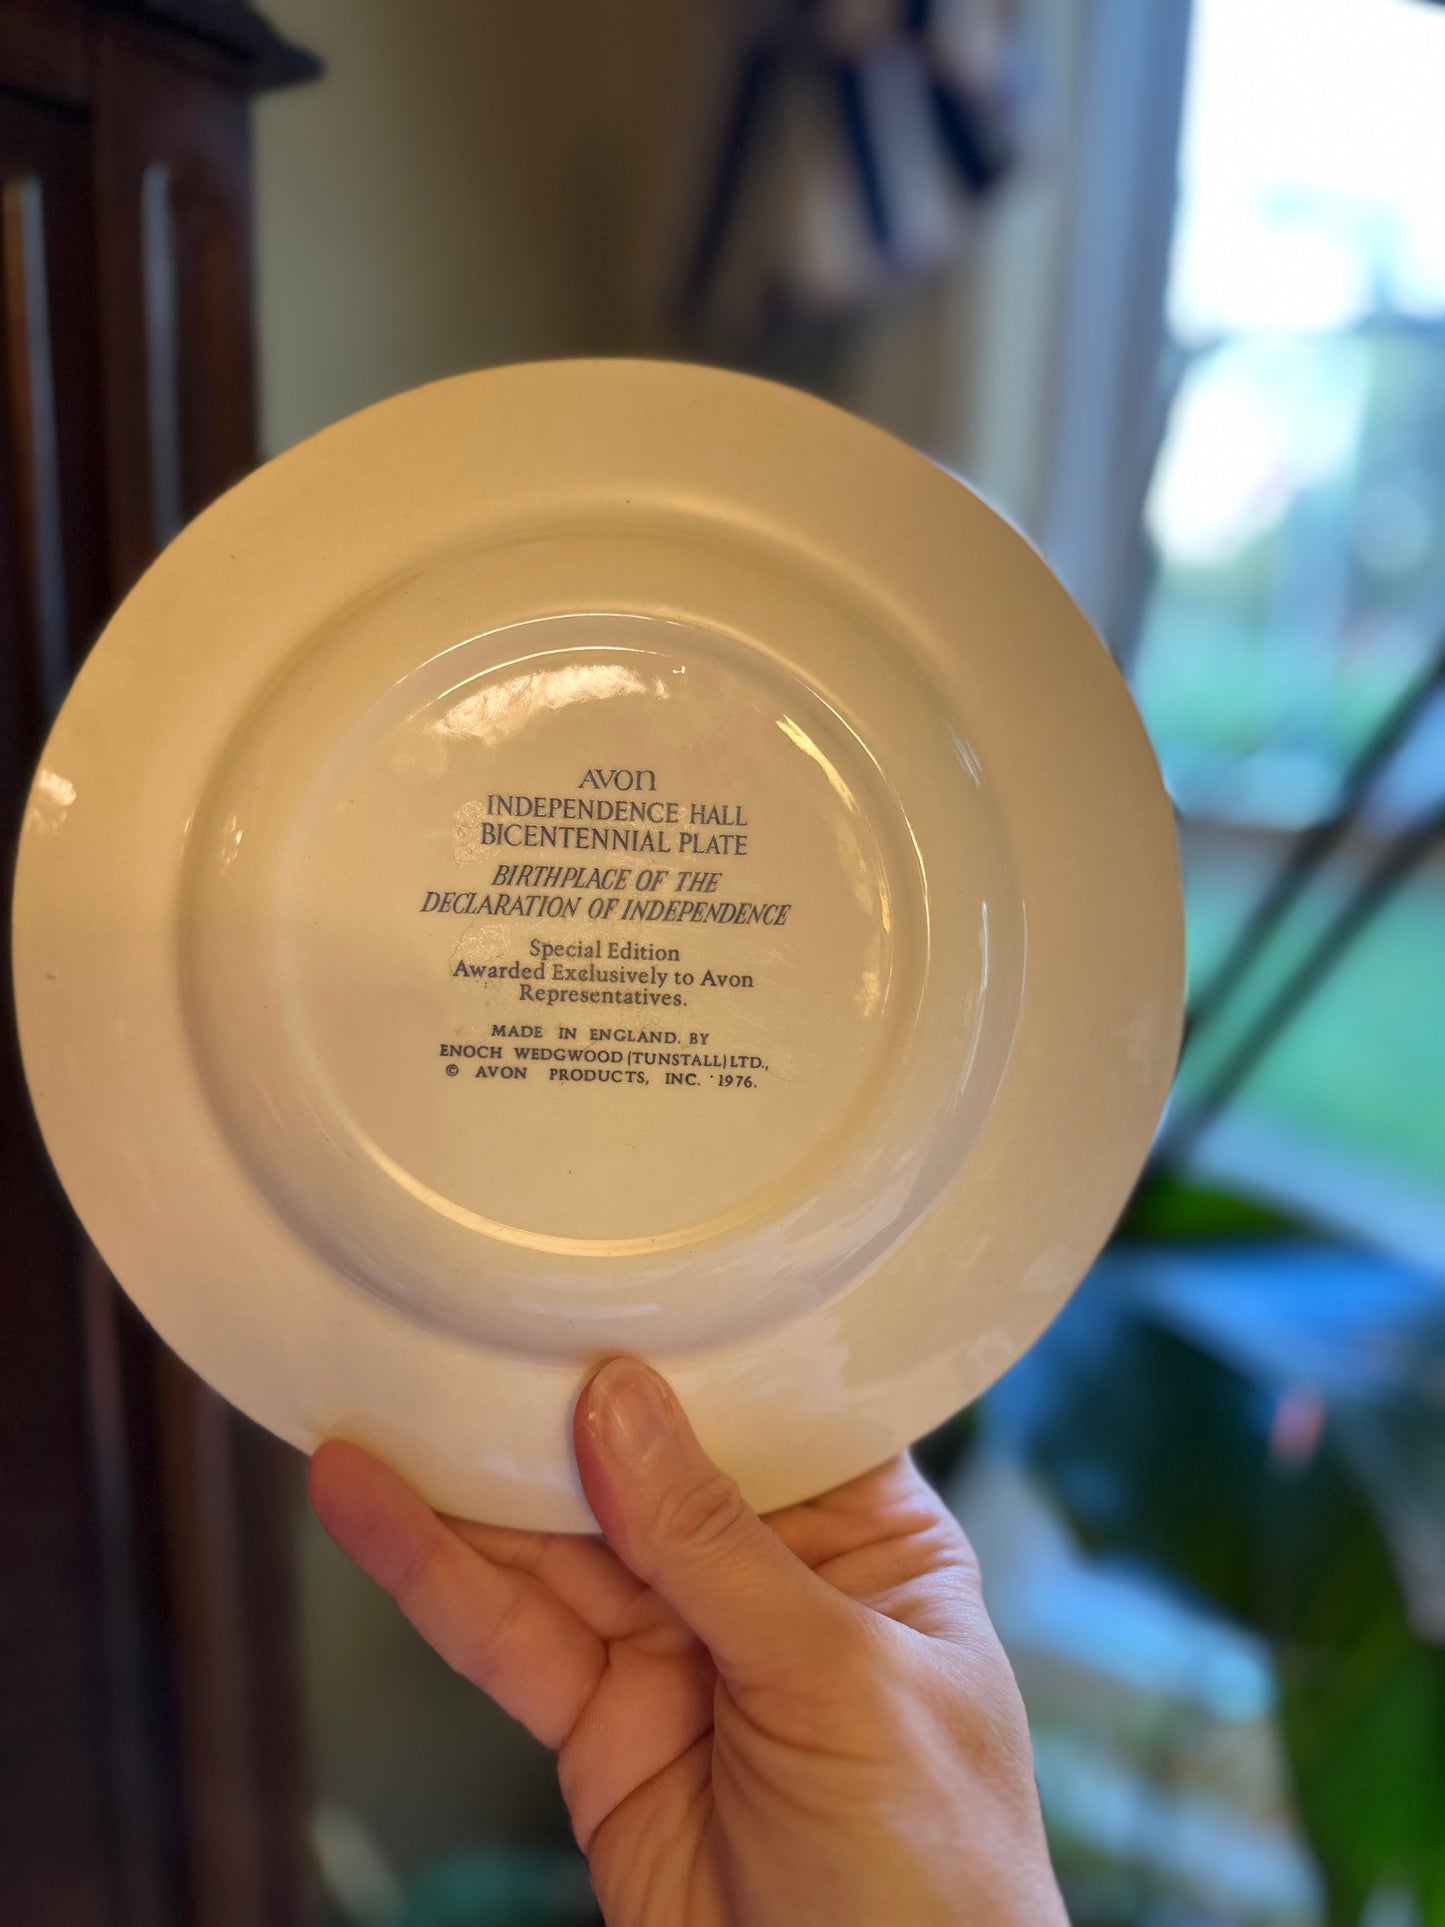 AVON
INDEPENDENCE HALL
BICENTENNIAL PLATE
BIRTHPLACE OF THE
DECLARATION OF INDEPENDENCE
Special Edition
Awarded Exclusively to Avon
Representatives.
MADE IN ENGLAND. BY
ENOCH WEDGWOOD (TUNSTALL) LTD.,
© AVON PRODUCTS, INC. 1976.